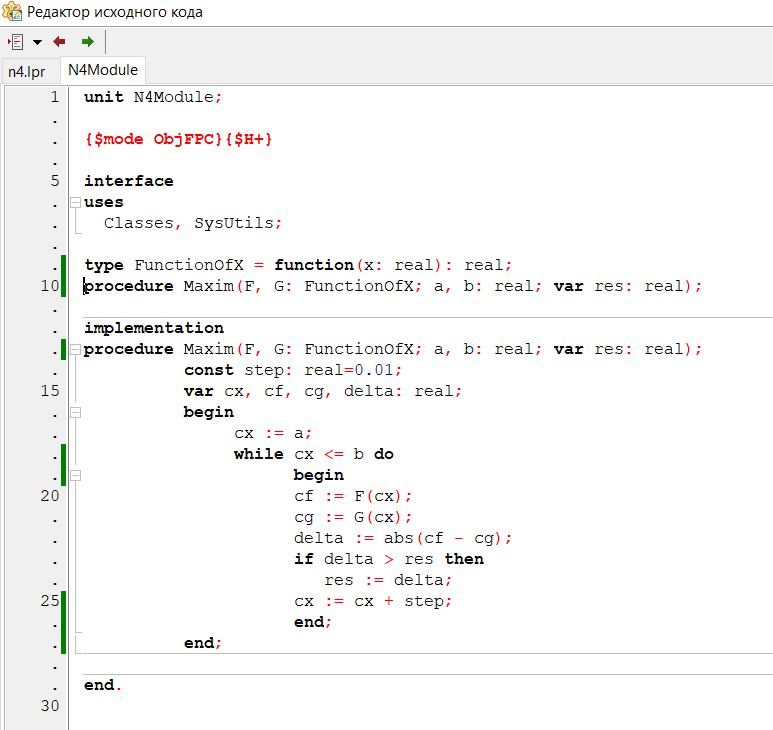 Редактор исходного кода
n4.lpr N4Module
1 unit N4Module;
.
. {$mode ObjFPC}{$H+}
.
5 interface
. uses
. Classes, SysUtils;
.
. type FunctionOfX = function(x: real): real;
10 procedure Maxim(F, G: FunctionOfX; a, b: real; var res: real);
.
. implementation
. procedure Maxim(F, G: FunctionOfX; a, b: real; var res: real);
. const step: real=0.01;
15 var cx, cf, cg, delta: real;
. begin
. cx := a;
. while cx <= b do
. begin
20 cf := F(cx);
. cg := G(cx);
. delta := abs(cf - cg);
. if delta > res then
. res := delta;
25 cx := cx + step;
. end;
. end;
.
. end.
30